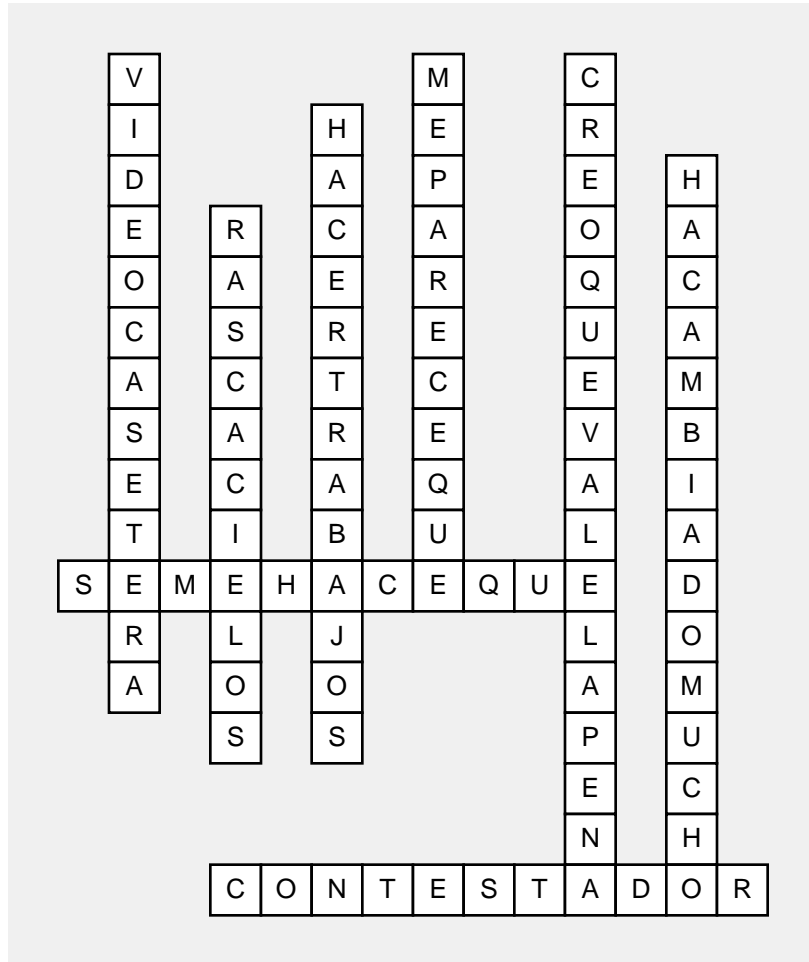 VIDEOCASETERA
RASCACIELOS
HACERTRABAJOS
MEPARECEQUE
CREOQUEVALELAPENA
HACAMBIADOMUCHO
SEMEHACEQUE
CONTESTADOR